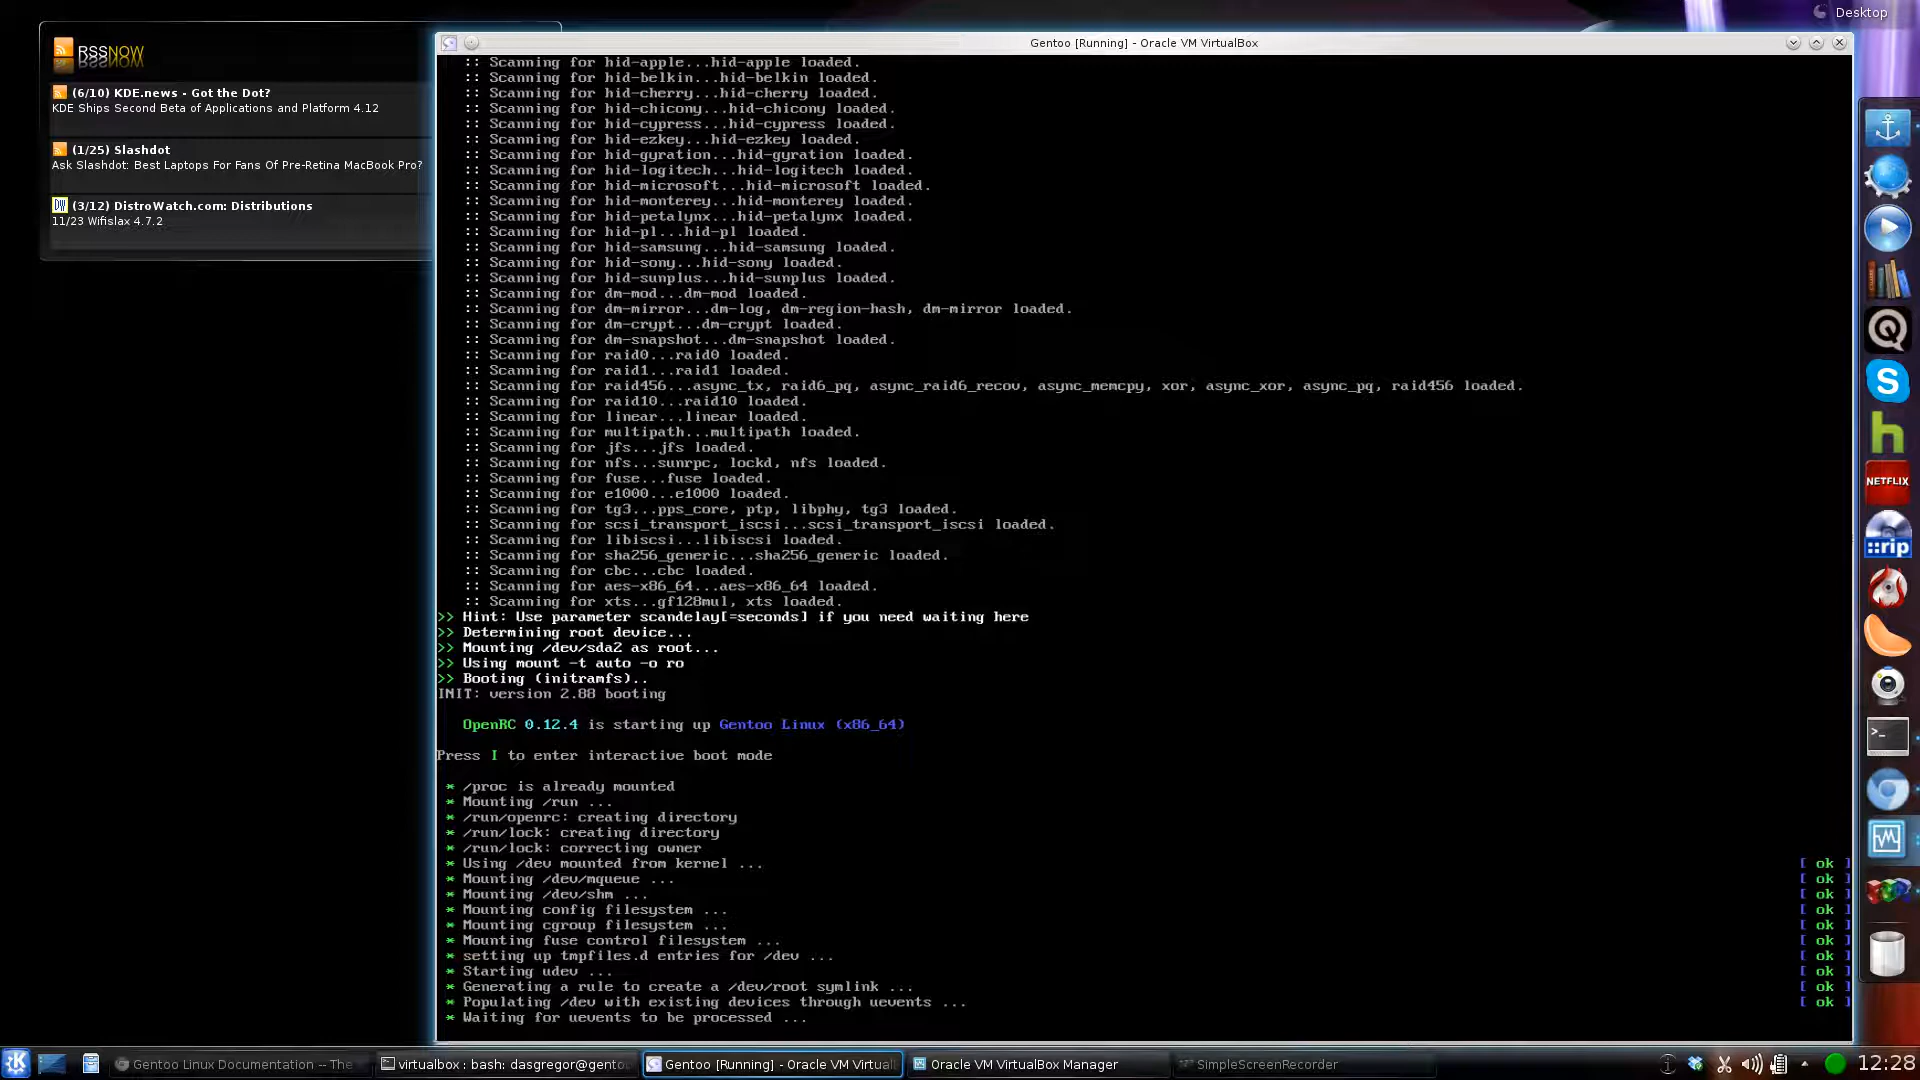 Desktop
RSSNOW
(6/10) KDE.news - Got the Dot?
KDE Ships Second Beta of Applications and Platform 4.12
(1/25) Slashdot
Ask Slashdot: Best Laptops For Fans Of Pre-Retina MacBook Pro?
DW (3/12) DistroWatch.com: Distributions
11/23 Wifislax 4.7.2
Gentoo [Running] - Oracle VM VirtualBox
:: Scanning for hid-apple...hid-apple loaded.
:: Scanning for hid-belkin...hid-belkin loaded.
:: Scanning for hid-cherry...hid-cherry loaded.
:: Scanning for hid-chicony...hid-chicony loaded.
:: Scanning for hid-cypress...hid-cypress loaded.
:: Scanning for hid-ezkey...hid-ezkey loaded.
:: Scanning for hid-gyration...hid-gyration loaded.
:: Scanning for hid-logitech...hid-logitech loaded.
:: Scanning for hid-microsoft...hid-microsoft loaded.
:: Scanning for hid-monterey...hid-monterey loaded.
:: Scanning for hid-petalynx...hid-petalynx loaded.
:: Scanning for hid-pl...hid-pl loaded.
:: Scanning for hid-samsung...hid-samsung loaded.
:: Scanning for hid-sony...hid-sony loaded.
:: Scanning for hid-sunplus...hid-sunplus loaded.
:: Scanning for dm-mod...dm-mod loaded.
:: Scanning for dm-mirror...dm-log, dm-region-hash, dm-mirror loaded.
:: Scanning for dm-crypt...dm-crypt loaded.
:: Scanning for dm-snapshot...dm-snapshot loaded.
:: Scanning for raid0...raid0 loaded.
:: Scanning for raid1...raid1 loaded.
:: Scanning for raid456...async_tx, raid6_pq, async_raid6_recov, async_memcpy, xor, async_xor, async_pq, raid456 loaded.
:: Scanning for raid10...raid10 loaded.
:: Scanning for linear...linear loaded.
:: Scanning for multipath...multipath loaded.
:: Scanning for jfs...jfs loaded.
:: Scanning for nfs...sunrpc, lockd, nfs loaded.
:: Scanning for fuse...fuse loaded.
:: Scanning for e1000...e1000 loaded.
:: Scanning for tg3...pps_core, ptp, libphy, tg3 loaded.
:: Scanning for scsi_transport_iscsi...scsi_transport_iscsi loaded.
:: Scanning for libiscsi...libiscsi loaded.
:: Scanning for sha256_generic...sha256_generic loaded.
:: Scanning for cbc...cbc loaded.
:: Scanning for aes-x86_64...aes-x86_64 loaded.
:: Scanning for xts...gf128mul, xts loaded.
>> Hint: Use parameter scandelay[=seconds] if you need waiting here
>> Determining root device...
>> Mounting /dev/sda2 as root...
>> Using mount -t auto -o ro
>> Booting (initramfs)..
INIT: version 2.88 booting
OpenRC 0.12.4 is starting up Gentoo Linux (x86_64)
Press I to enter interactive boot mode
* /proc is already mounted
* Mounting /run ...
* /run/openrc: creating directory
* /run/lock: creating directory
* /run/lock: correcting owner
* Using /dev mounted from kernel ... [ ok ]
* Mounting /dev/mqueue ... [ ok ]
* Mounting /dev/shm ... [ ok ]
* Mounting config filesystem ... [ ok ]
* Mounting cgroup filesystem ... [ ok ]
* Mounting fuse control filesystem ... [ ok ]
* setting up tmpfiles.d entries for /dev ... [ ok ]
* Starting udev ... [ ok ]
* Generating a rule to create a /dev/root symlink ... [ ok ]
* Populating /dev with existing devices through uevents ... [ ok ]
* Waiting for uevents to be processed ...
S
h
NETFLIX
::rip
Gentoo Linux Documentation -- The
virtualbox : bash: dasgregor@gento
Gentoo [Running] - Oracle VM Virtual
Oracle VM VirtualBox Manager
SimpleScreenRecorder
12:28